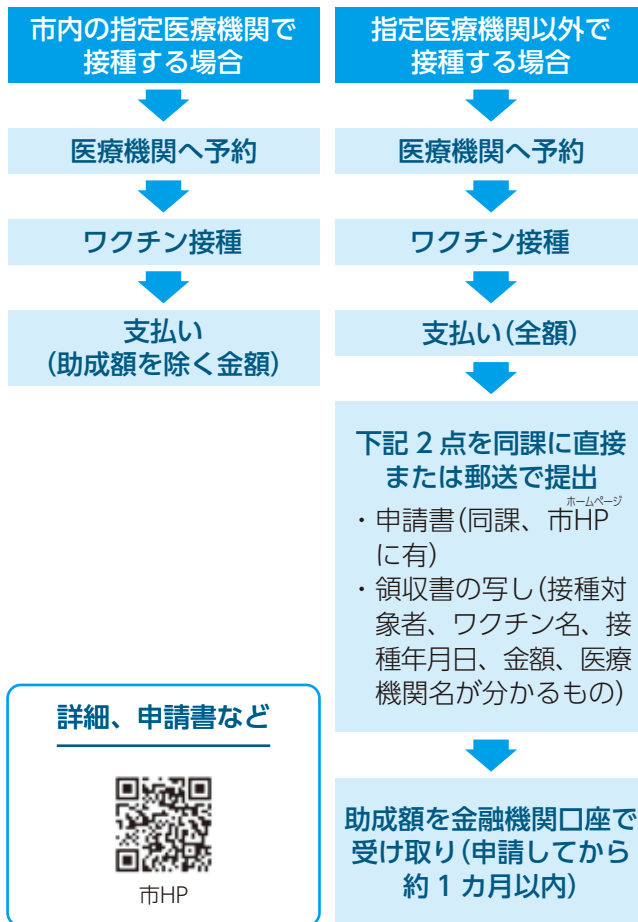 市内の指定医療機関で
接種する場合
医療機関へ予約
ワクチン接種
支払い
(助成額を除く金額)
指定医療機関以外で
接種する場合
医療機関へ予約
ワクチン接種
支払い(全額)
下記 2 点を同課に直接
または郵送で提出
・申請書(同課、市HP
ホームページ
に有)
・領収書の写し(接種対
象者、ワクチン名、接
種年月日、金額、医療
機関名が分かるもの)
助成額を金融機関口座で
受け取り(申請してから
約 1 カ月以内)
詳細、申請書など
市HP